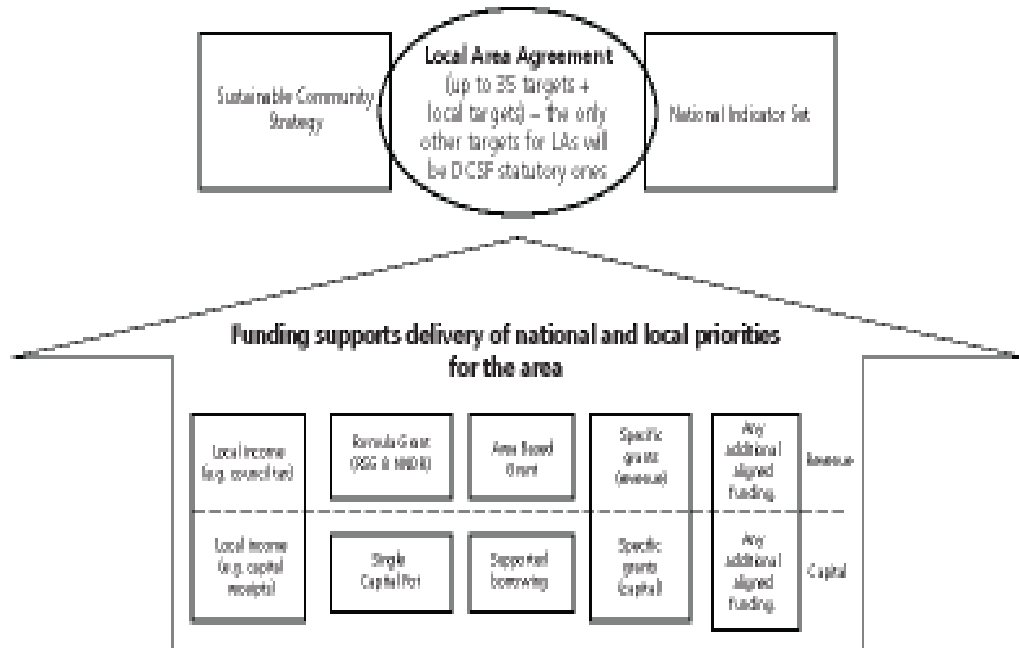 Local Area Agreement
Sustainable Community
Strategy
(up to 35 targets +
local targets) – the only
other targets for LAs will
be DCSF statutory ones
National Indicator Set
Funding supports delivery of national and local priorities
for the area
Local income
(e.g. council tax)
Formula Grant
(RSG & NNDR)
Area Based
Grant
Specific
grants
(revenue)
Any
additional
aligned
funding.
Revenue
Local income
(e.g. capital
receipts)
Single
Capital Pot
Supported
borrowing
Specific
grants
(capital)
Any
additional
aligned
funding.
Capital